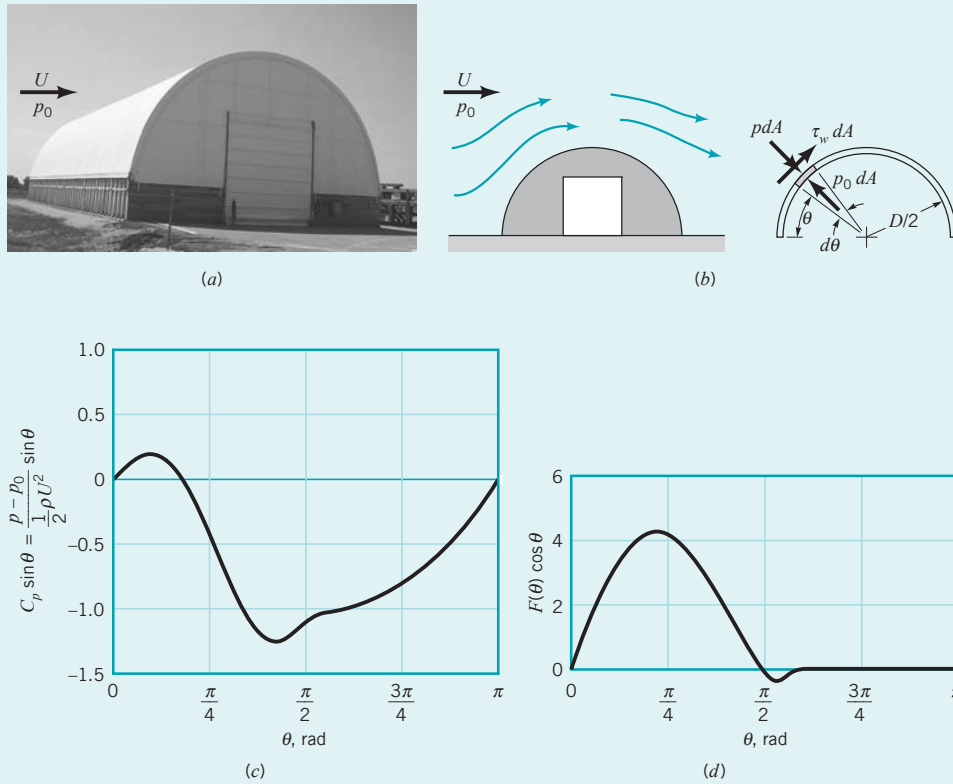 U
p₀
(a)
U
p₀
pdA
τ_w dA
p₀ dA
θ
dθ
D/2
(b)
1.0
0.5
0
−0.5
−1.0
−1.5
C_p sin θ = (p − p₀)/(½ρU²) sin θ
0
π/4
π/2
3π/4
π
θ, rad
(c)
6
4
2
0
F(θ) cos θ
0
π/4
π/2
3π/4
θ, rad
(d)